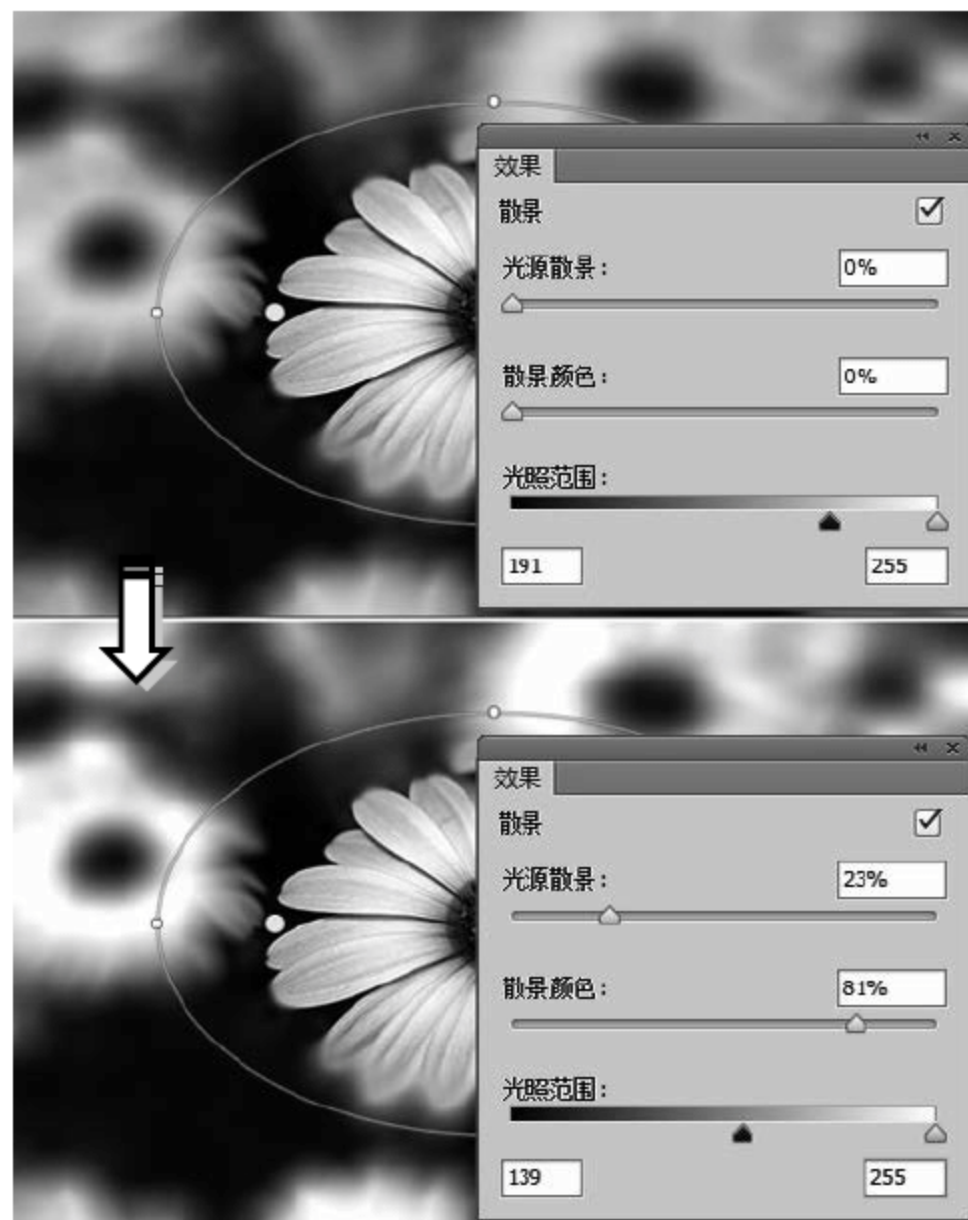 效果
散景
光源散景： 0%
散景颜色： 0%
光照范围：
191 255
效果
散景
光源散景： 23%
散景颜色： 81%
光照范围：
139 255